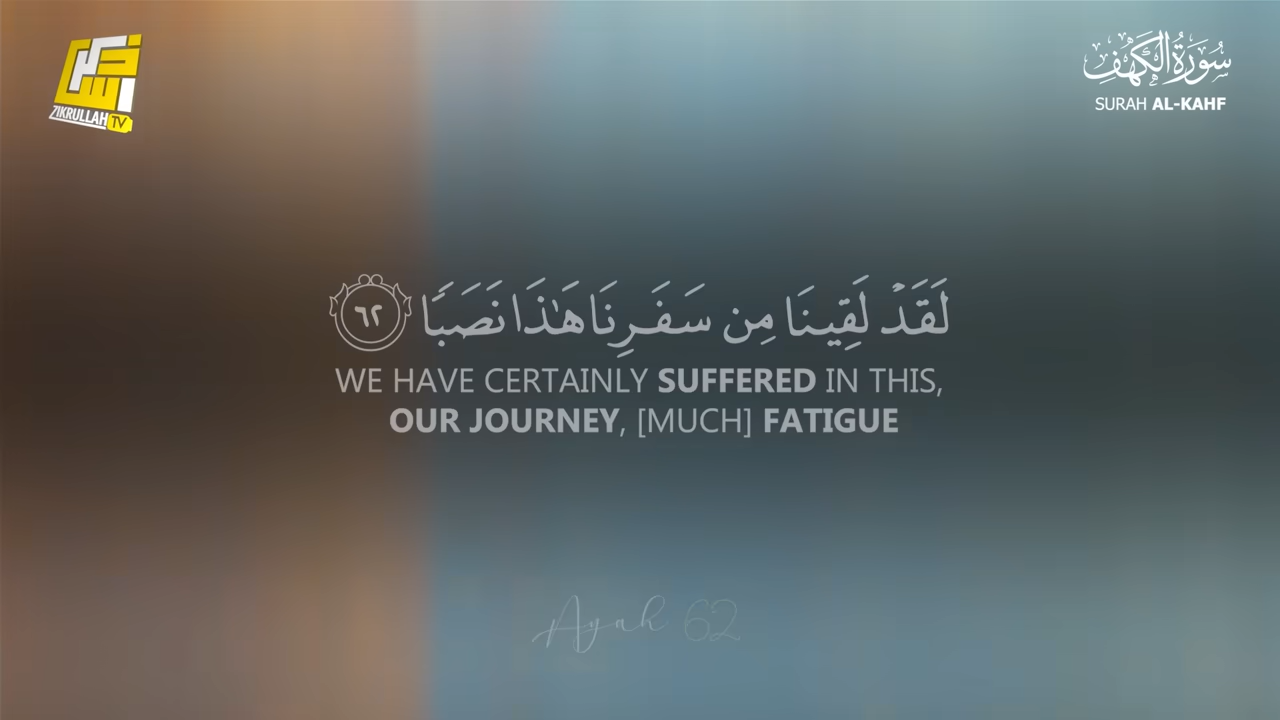 ZIKRULLAH TV
سُورَةُ الكَهْفِ
SURAH AL-KAHF
لَقَدْ لَقِينَا مِن سَفَرِنَا هَٰذَا نَصَبًا ٦٢
WE HAVE CERTAINLY SUFFERED IN THIS,
OUR JOURNEY, [MUCH] FATIGUE
Ayah 62